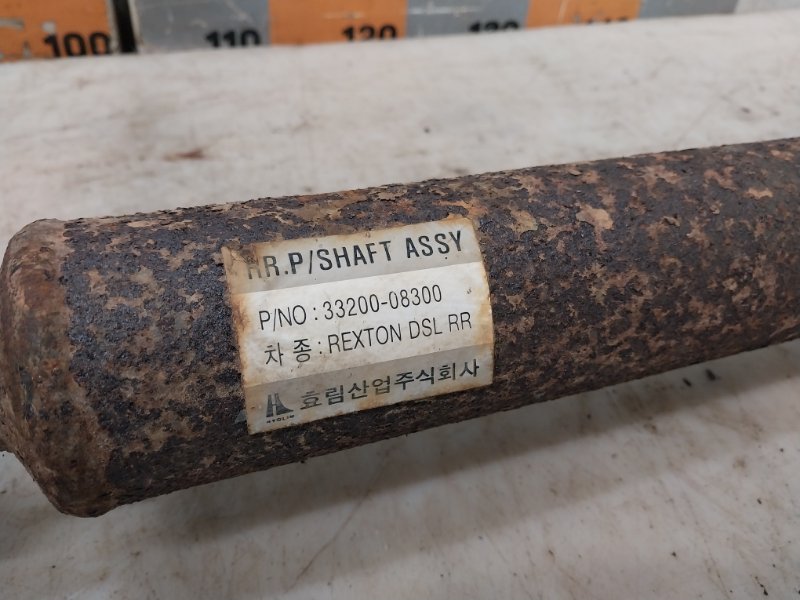 100 110 120
RR.P/SHAFT ASSY
P/NO : 33200-08300
차 종 : REXTON DSL RR
효림산업주식회사
HYOLIM